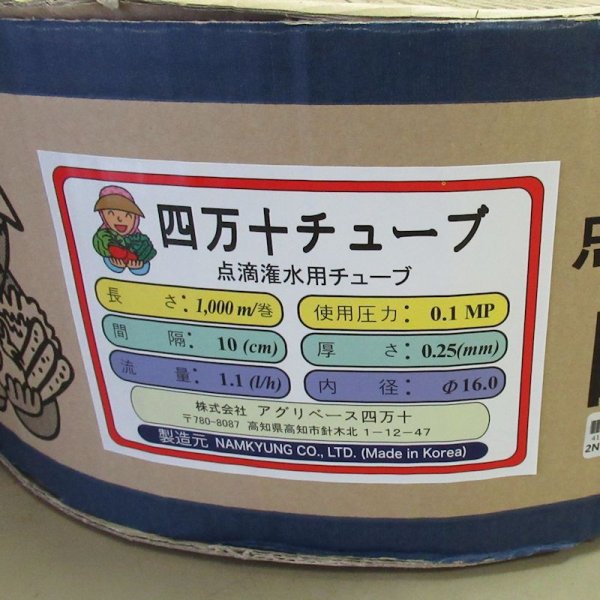 四万十チューブ
点滴潅水用チューブ
長さ：1,000 m/巻
使用圧力：0.1 MP
間隔：10 (cm)
厚さ：0.25(mm)
流量：1.1 (l/h)
内径：Φ16.0
株式会社 アグリベース四万十
〒780-8087 高知県高知市針木北 1－12－47
製造元 NAMKYUNG CO., LTD. (Made in Korea)